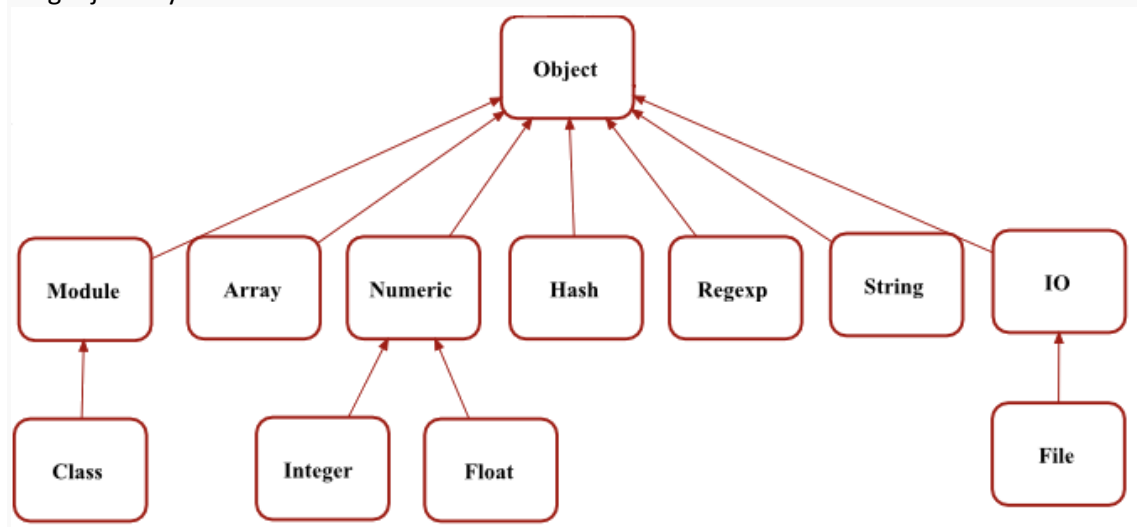 Object
Module
Array
Numeric
Hash
Regexp
String
IO
Class
Integer
Float
File